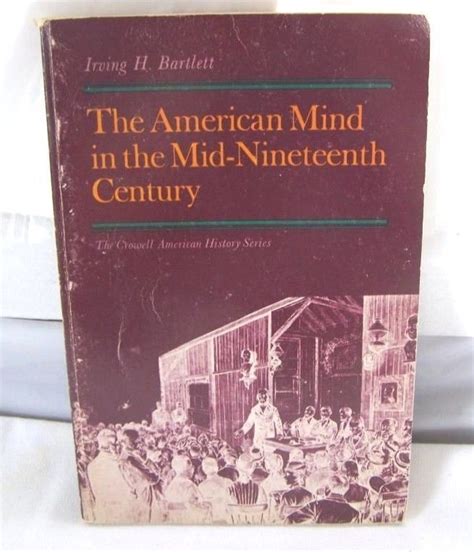 Irving H. Bartlett
The American Mind
in the Mid-Nineteenth
Century
The Crowell American History Series